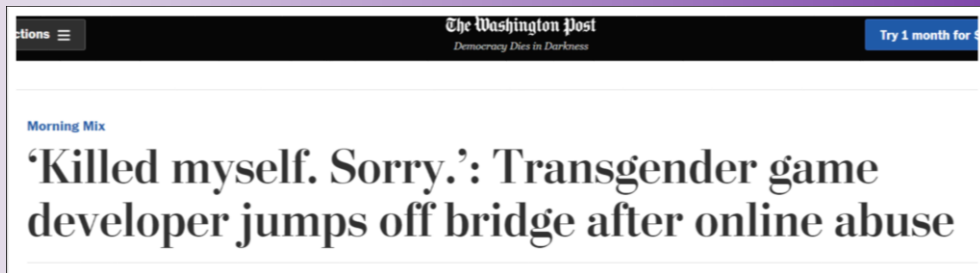 ctions
The Washington Post
Democracy Dies in Darkness
Try 1 month for $
Morning Mix
‘Killed myself. Sorry.’: Transgender game
developer jumps off bridge after online abuse